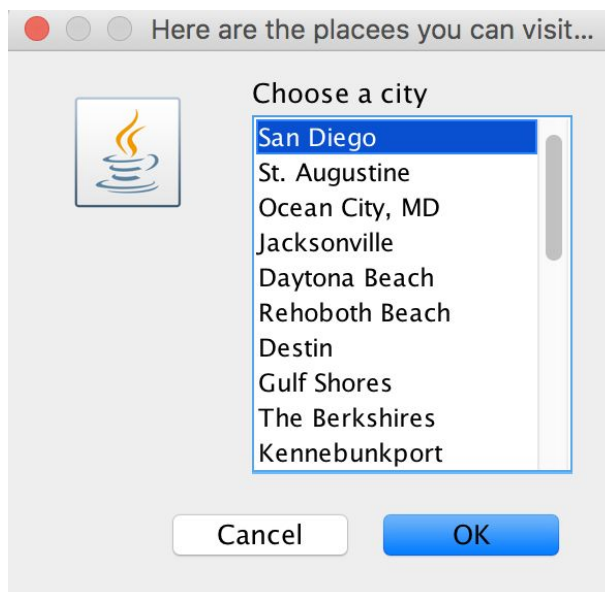 Here are the placees you can visit...
Choose a city
San Diego
St. Augustine
Ocean City, MD
Jacksonville
Daytona Beach
Rehoboth Beach
Destin
Gulf Shores
The Berkshires
Kennebunkport
Cancel OK